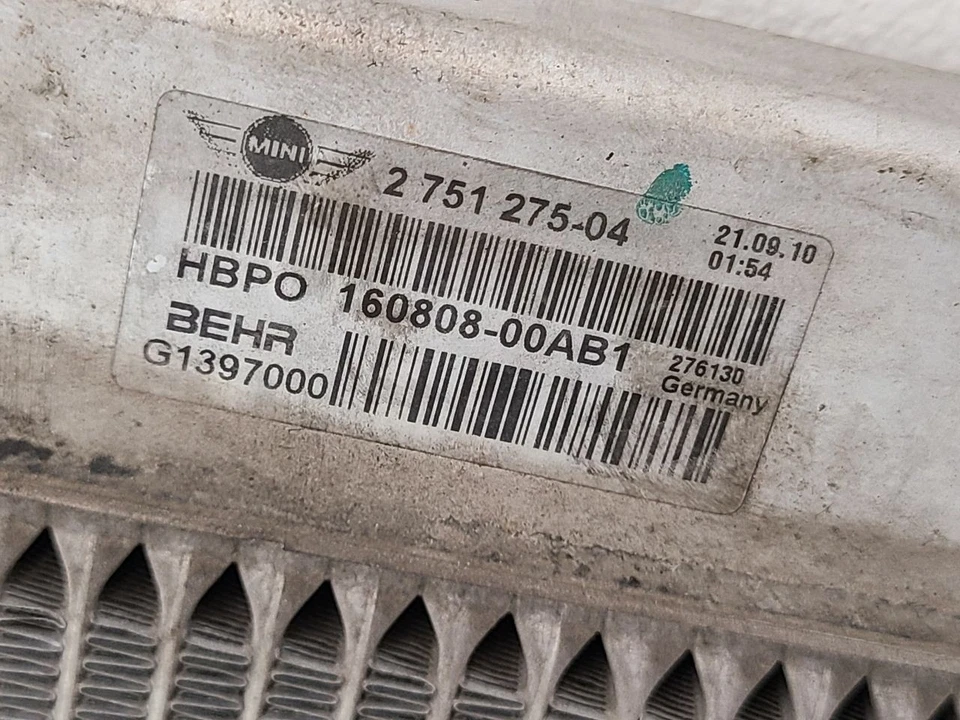 MINI
2 751 275-04
21.09.10
01:54
HBPO 160808-00AB1
276130
Germany
BEHR
G1397000